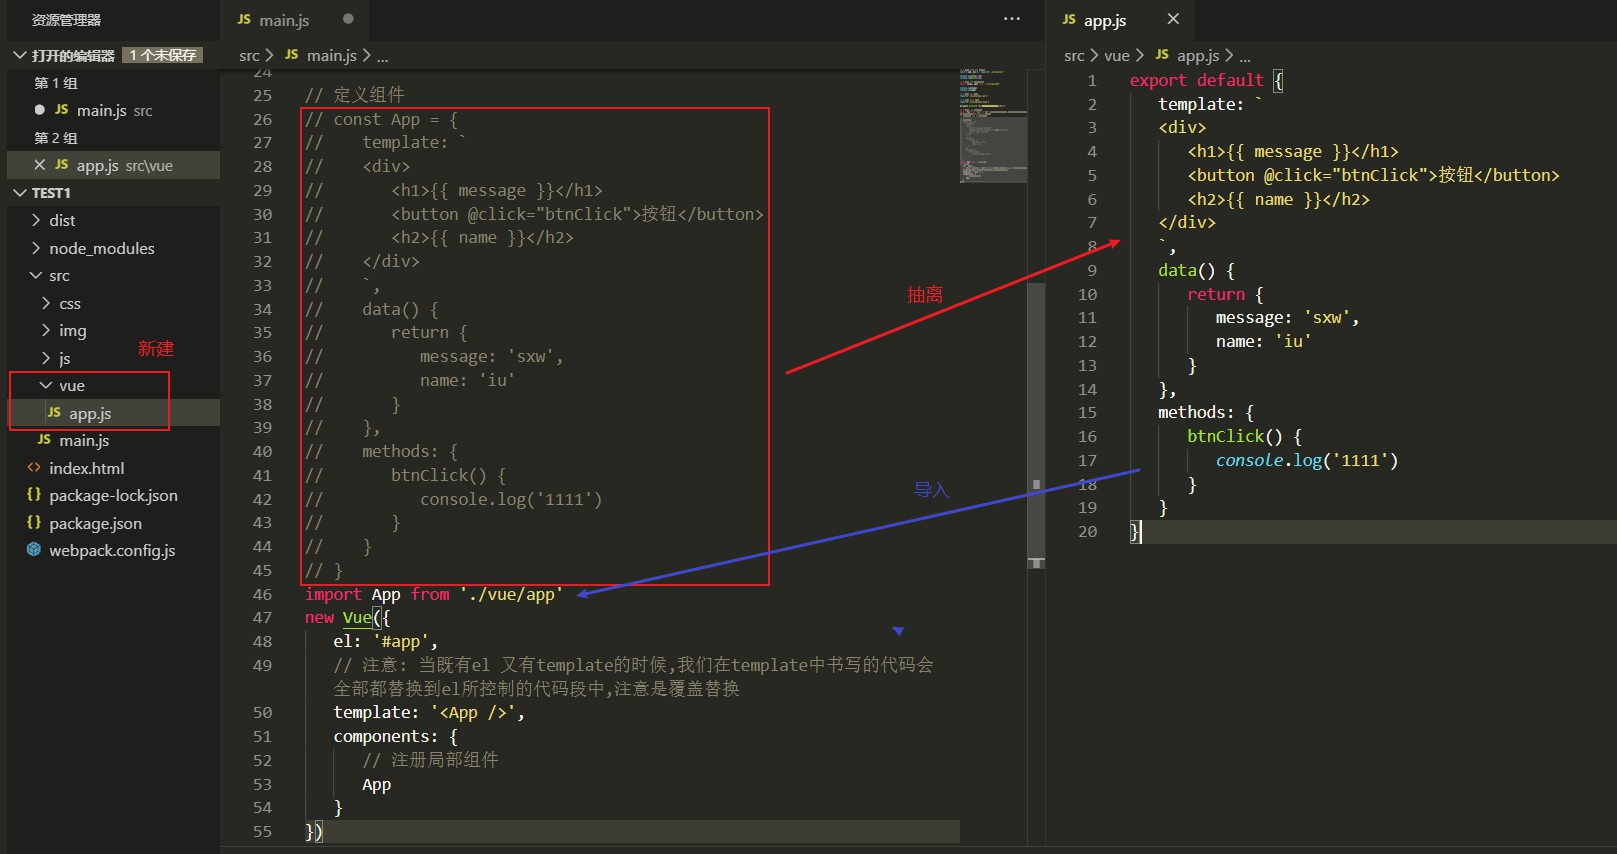 资源管理器
打开的编辑器 1 个未保存
第 1 组
JS main.js src
第 2 组
JS app.js src\vue
TEST1
dist
node_modules
src
css
img
js
新建
vue
JS app.js
JS main.js
<> index.html
{} package-lock.json
{} package.json
webpack.config.js
JS main.js
src > JS main.js > ...
24
25 // 定义组件
26 // const App = {
27 //    template: `
28 //    <div>
29 //       <h1>{{ message }}</h1>
30 //       <button @click="btnClick">按钮</button>
31 //       <h2>{{ name }}</h2>
32 //    </div>
33 //    `,
34 //    data() {
35 //       return {
36 //          message: 'sxw',
37 //          name: 'iu'
38 //       }
39 //    },
40 //    methods: {
41 //       btnClick() {
42 //          console.log('1111')
43 //       }
44 //    }
45 // }
46 import App from './vue/app'
47 new Vue({
48    el: '#app',
49    // 注意: 当既有el 又有template的时候,我们在template中书写的代码会
全部都替换到el所控制的代码段中,注意是覆盖替换
50    template: '<App />',
51    components: {
52       // 注册局部组件
53       App
54    }
55 })
抽离
导入
JS app.js
src > vue > JS app.js > ...
1 export default {
2    template: `
3    <div>
4       <h1>{{ message }}</h1>
5       <button @click="btnClick">按钮</button>
6       <h2>{{ name }}</h2>
7    </div>
8    `,
9    data() {
10       return {
11          message: 'sxw',
12          name: 'iu'
13       }
14    },
15    methods: {
16       btnClick() {
17          console.log('1111')
18       }
19    }
20 }